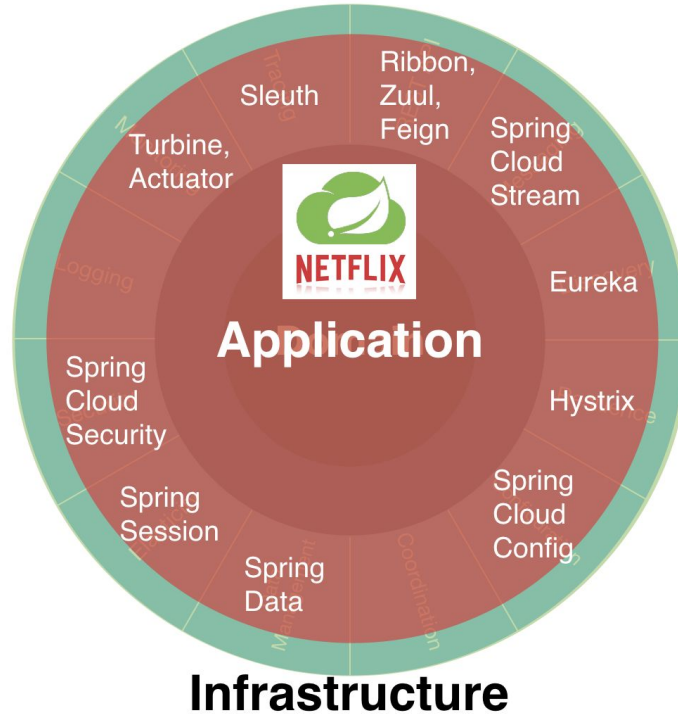 Ribbon,
Zuul,
Feign
Sleuth
Spring
Cloud
Stream
Turbine,
Actuator
NETFLIX
Logging
Eureka
Application
Spring
Cloud
Security
Hystrix
Spring
Session
Spring
Cloud
Config
Spring
Data
Management
Coordination
Infrastructure